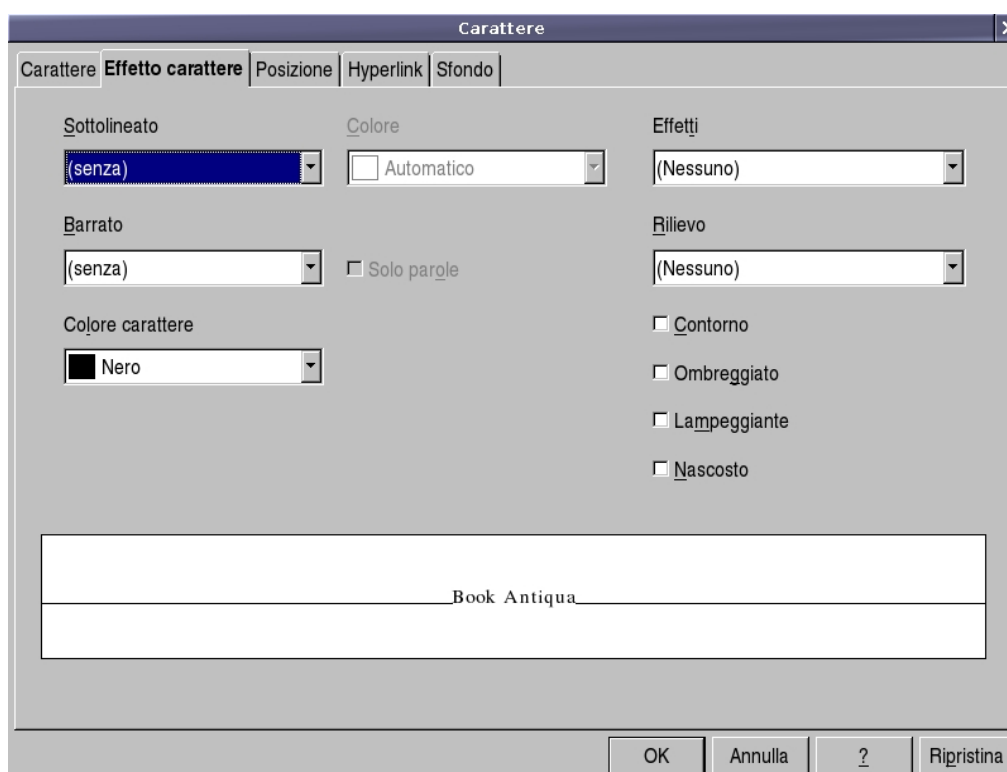 Carattere
Carattere Effetto carattere Posizione Hyperlink Sfondo
Sottolineato Colore Effetti
(senza) Automatico (Nessuno)
Barrato Rilievo
(senza) Solo parole (Nessuno)
Colore carattere Contorno
Nero Ombreggiato
Lampeggiante
Nascosto
Book Antiqua
OK Annulla ? Ripristina